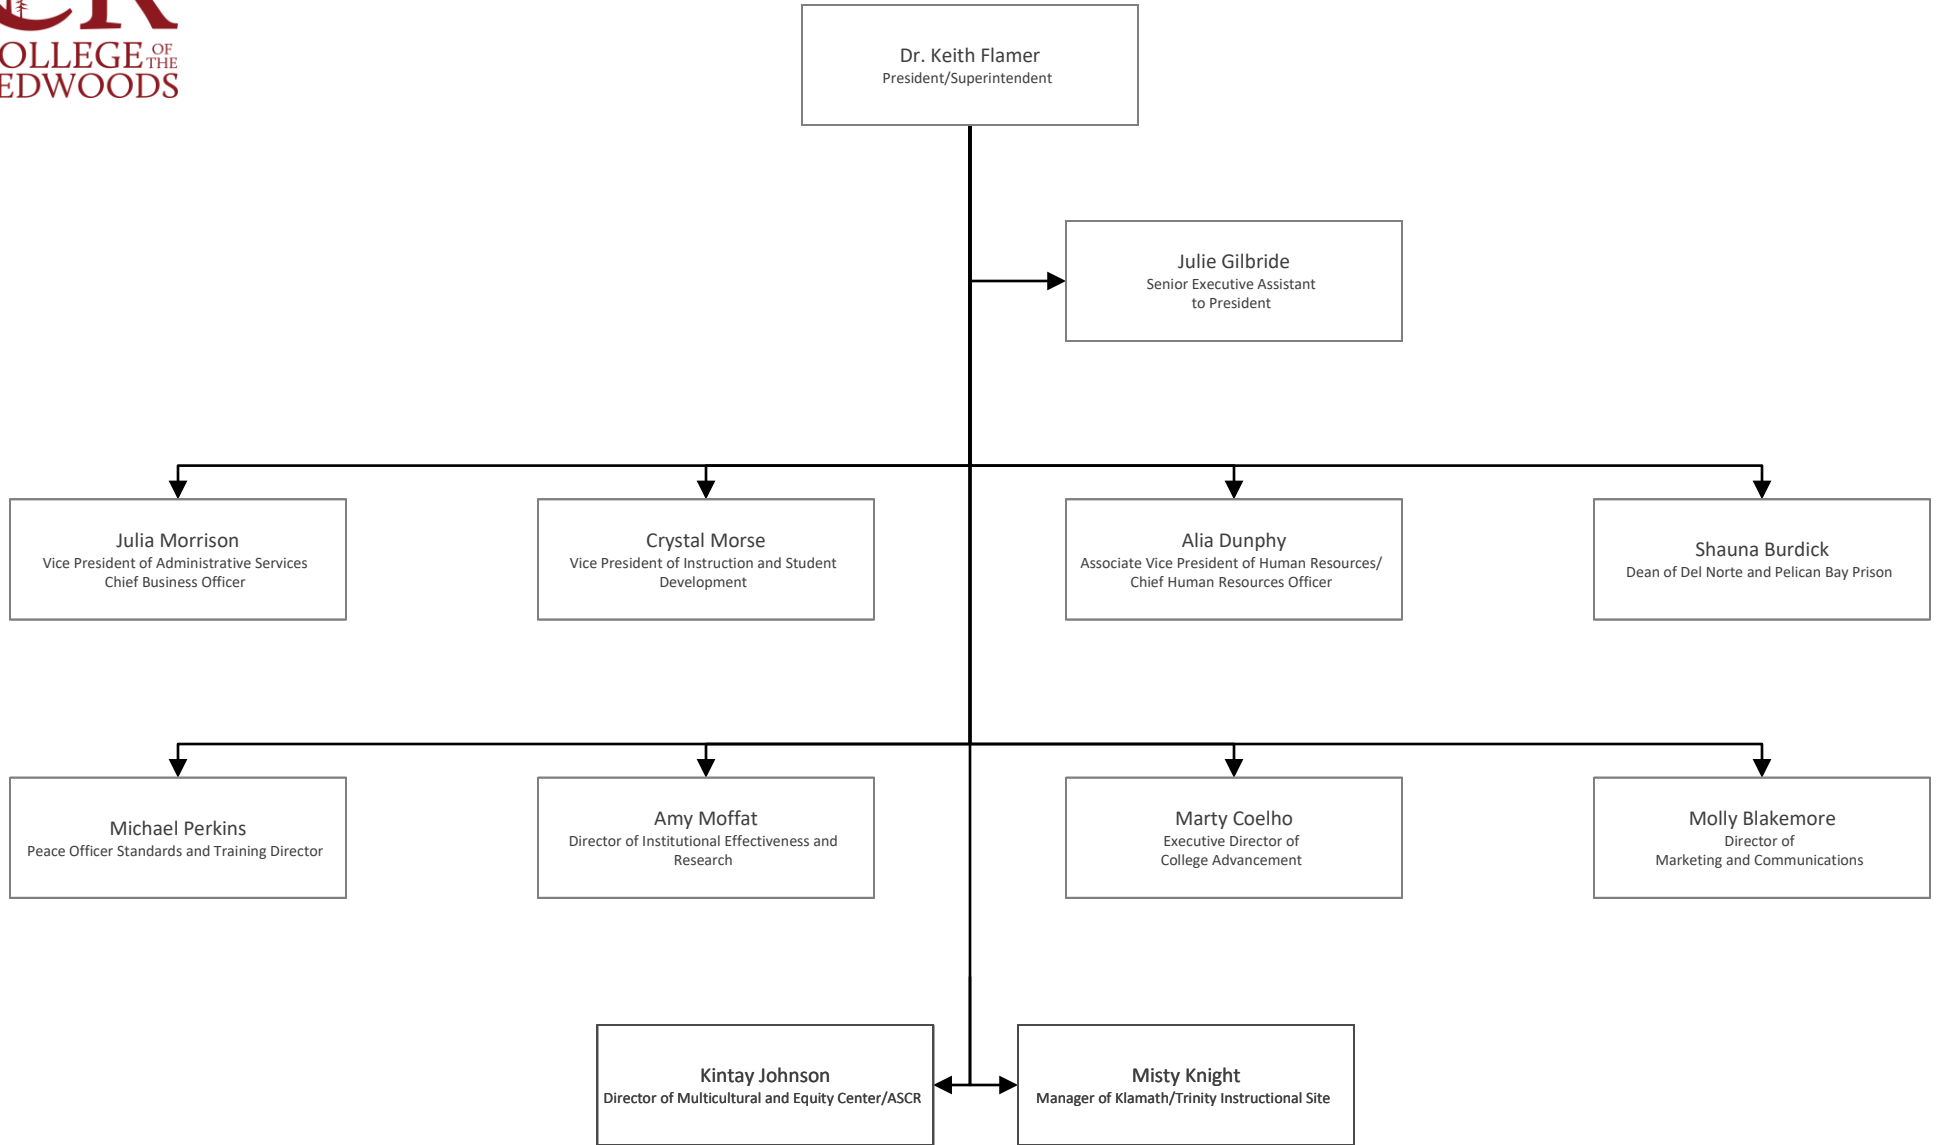 CR
OLLEGE OF THE
EDWOODS
Dr. Keith Flamer
President/Superintendent
Julie Gilbride
Senior Executive Assistant
to President
Julia Morrison
Vice President of Administrative Services
Chief Business Officer
Crystal Morse
Vice President of Instruction and Student
Development
Alia Dunphy
Associate Vice President of Human Resources/
Chief Human Resources Officer
Shauna Burdick
Dean of Del Norte and Pelican Bay Prison
Michael Perkins
Peace Officer Standards and Training Director
Amy Moffat
Director of Institutional Effectiveness and
Research
Marty Coelho
Executive Director of
College Advancement
Molly Blakemore
Director of
Marketing and Communications
Kintay Johnson
Director of Multicultural and Equity Center/ASCR
Misty Knight
Manager of Klamath/Trinity Instructional Site